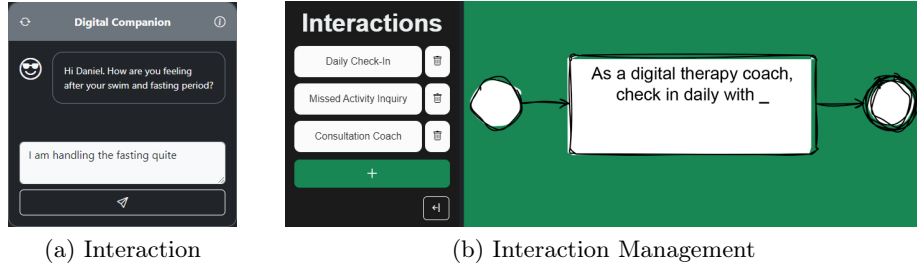 Digital Companion
Hi Daniel. How are you feeling
after your swim and fasting period?
I am handling the fasting quite
(a) Interaction
Interactions
Daily Check-In
Missed Activity Inquiry
Consultation Coach
+
As a digital therapy coach,
check in daily with _
(b) Interaction Management